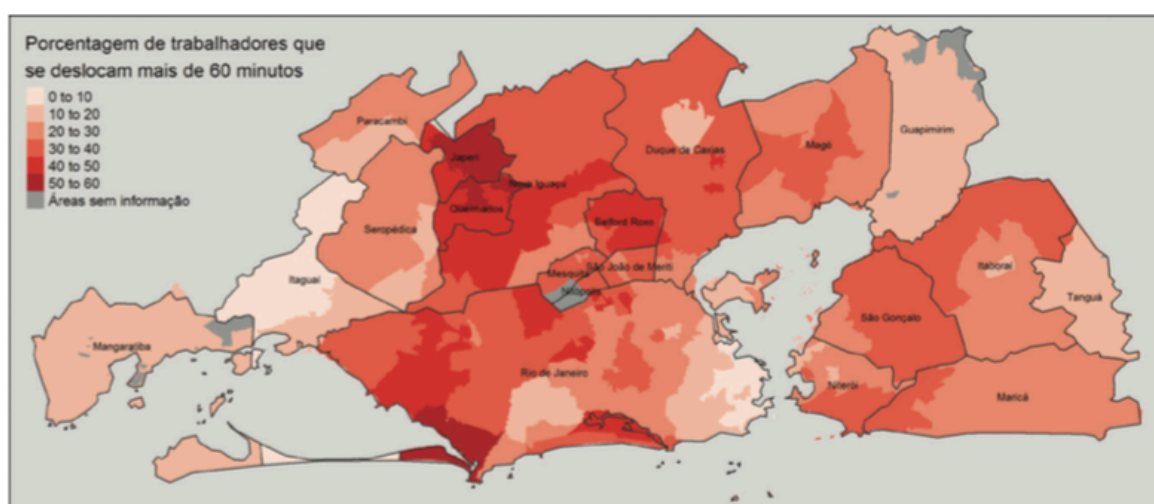 Porcentagem de trabalhadores que
se deslocam mais de 60 minutos
0 to 10
10 to 20
20 to 30
30 to 40
40 to 50
50 to 60
Áreas sem informação
Paracambi
Japeri
Nova Iguaçu
Duque de Caxias
Magé
Guapimirim
Queimados
Belford Roxo
Seropédica
Mesquita
São João de Meriti
Nilópolis
Itaguaí
Itaboraí
Tanguá
São Gonçalo
Mangaratiba
Rio de Janeiro
Niterói
Maricá